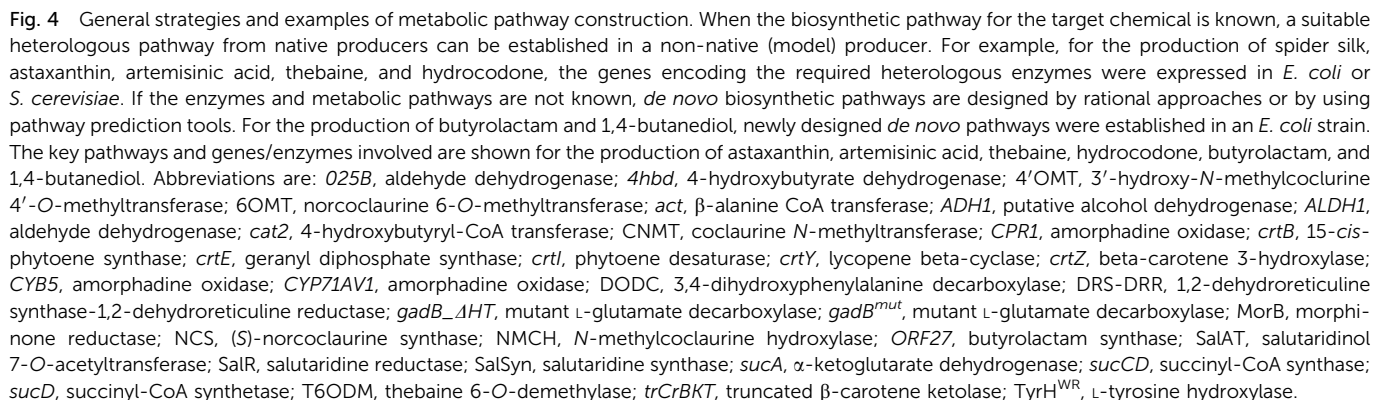 Fig. 4 General strategies and examples of metabolic pathway construction. When the biosynthetic pathway for the target chemical is known, a suitable
heterologous pathway from native producers can be established in a non-native (model) producer. For example, for the production of spider silk,
astaxanthin, artemisinic acid, thebaine, and hydrocodone, the genes encoding the required heterologous enzymes were expressed in E. coli or
S. cerevisiae. If the enzymes and metabolic pathways are not known, de novo biosynthetic pathways are designed by rational approaches or by using
pathway prediction tools. For the production of butyrolactam and 1,4-butanediol, newly designed de novo pathways were established in an E. coli strain.
The key pathways and genes/enzymes involved are shown for the production of astaxanthin, artemisinic acid, thebaine, hydrocodone, butyrolactam, and
1,4-butanediol. Abbreviations are: 025B, aldehyde dehydrogenase; 4hbd, 4-hydroxybutyrate dehydrogenase; 4′OMT, 3′-hydroxy-N-methylcoclurine
4′-O-methyltransferase; 6OMT, norcoclaurine 6-O-methyltransferase; act, β-alanine CoA transferase; ADH1, putative alcohol dehydrogenase; ALDH1,
aldehyde dehydrogenase; cat2, 4-hydroxybutyryl-CoA transferase; CNMT, coclaurine N-methyltransferase; CPR1, amorphadine oxidase; crtB, 15-cis-
phytoene synthase; crtE, geranyl diphosphate synthase; crtI, phytoene desaturase; crtY, lycopene beta-cyclase; crtZ, beta-carotene 3-hydroxylase;
CYB5, amorphadine oxidase; CYP71AV1, amorphadine oxidase; DODC, 3,4-dihydroxyphenylalanine decarboxylase; DRS-DRR, 1,2-dehydroreticuline
synthase-1,2-dehydroreticuline reductase; gadB_ΔHT, mutant L-glutamate decarboxylase; gadB^mut, mutant L-glutamate decarboxylase; MorB, morphi-
none reductase; NCS, (S)-norcoclaurine synthase; NMCH, N-methylcoclaurine hydroxylase; ORF27, butyrolactam synthase; SalAT, salutaridinol
7-O-acetyltransferase; SalR, salutaridine reductase; SalSyn, salutaridine synthase; sucA, α-ketoglutarate dehydrogenase; sucCD, succinyl-CoA synthase;
sucD, succinyl-CoA synthetase; T6ODM, thebaine 6-O-demethylase; trCrBKT, truncated β-carotene ketolase; TyrH^WR, L-tyrosine hydroxylase.